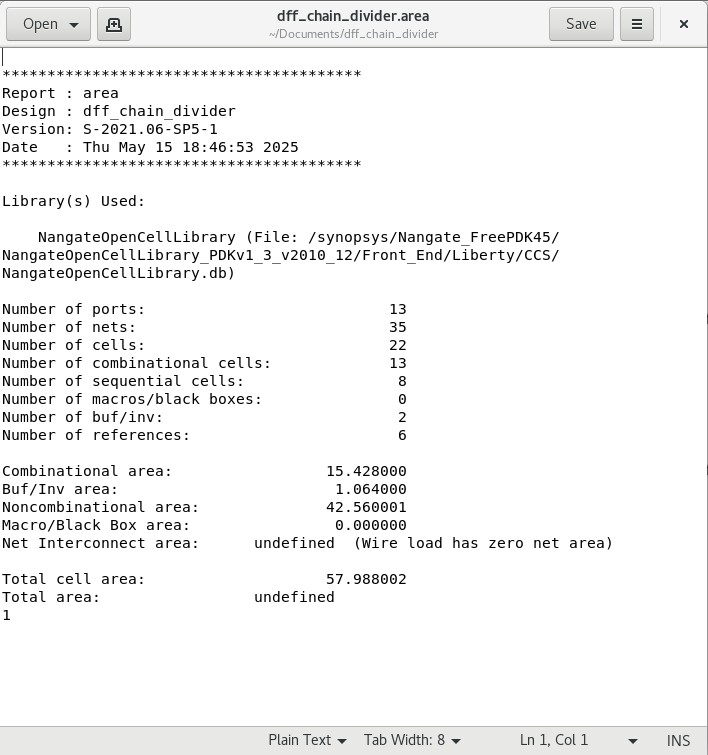 Open
dff_chain_divider.area
~/Documents/dff_chain_divider
Save
****************************************
Report : area
Design : dff_chain_divider
Version: S-2021.06-SP5-1
Date   : Thu May 15 18:46:53 2025
****************************************
Library(s) Used:
    NangateOpenCellLibrary (File: /synopsys/Nangate_FreePDK45/
NangateOpenCellLibrary_PDKv1_3_v2010_12/Front_End/Liberty/CCS/
NangateOpenCellLibrary.db)
Number of ports:                           13
Number of nets:                            35
Number of cells:                           22
Number of combinational cells:             13
Number of sequential cells:                 8
Number of macros/black boxes:               0
Number of buf/inv:                          2
Number of references:                       6
Combinational area:                 15.428000
Buf/Inv area:                        1.064000
Noncombinational area:              42.560001
Macro/Black Box area:                0.000000
Net Interconnect area:      undefined  (Wire load has zero net area)
Total cell area:                    57.988002
Total area:                 undefined
1
Plain Text Tab Width: 8 Ln 1, Col 1 INS